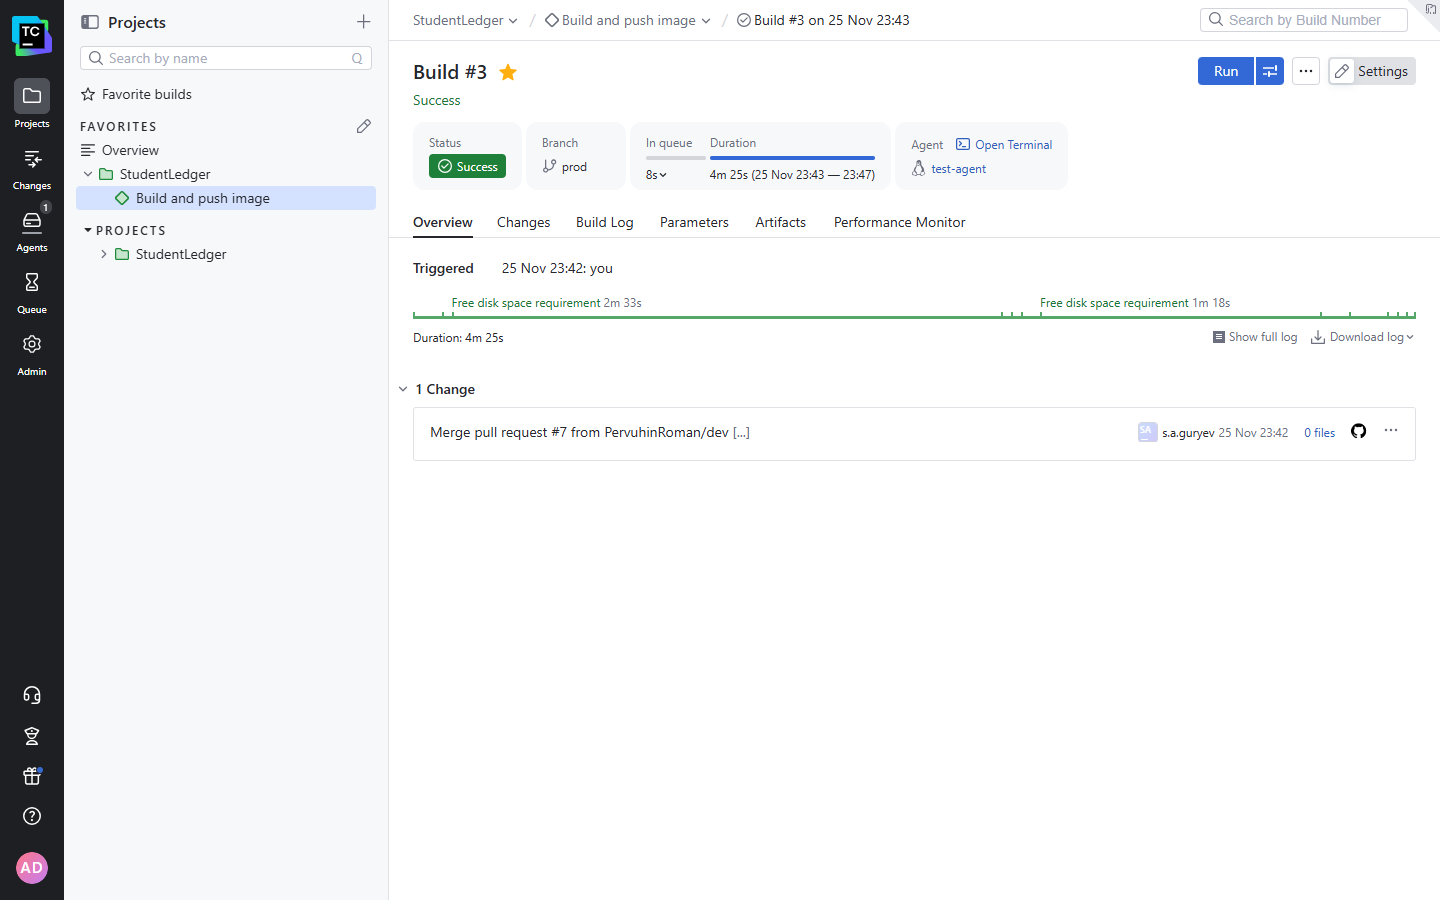 TC
Projects
Changes
1
Agents
Queue
Admin
AD
Projects
Search by name
Q
Favorite builds
FAVORITES
Overview
StudentLedger
Build and push image
PROJECTS
StudentLedger
StudentLedger / Build and push image / Build #3 on 25 Nov 23:43
Search by Build Number
Build #3
Run
Settings
Success
Status
Success
Branch
prod
In queue
8s
Duration
4m 25s (25 Nov 23:43 — 23:47)
Agent
Open Terminal
test-agent
Overview Changes Build Log Parameters Artifacts Performance Monitor
Triggered 25 Nov 23:42: you
Free disk space requirement 2m 33s
Free disk space requirement 1m 18s
Duration: 4m 25s
Show full log
Download log
1 Change
Merge pull request #7 from PervuhinRoman/dev [...]
SA
s.a.guryev 25 Nov 23:42
0 files